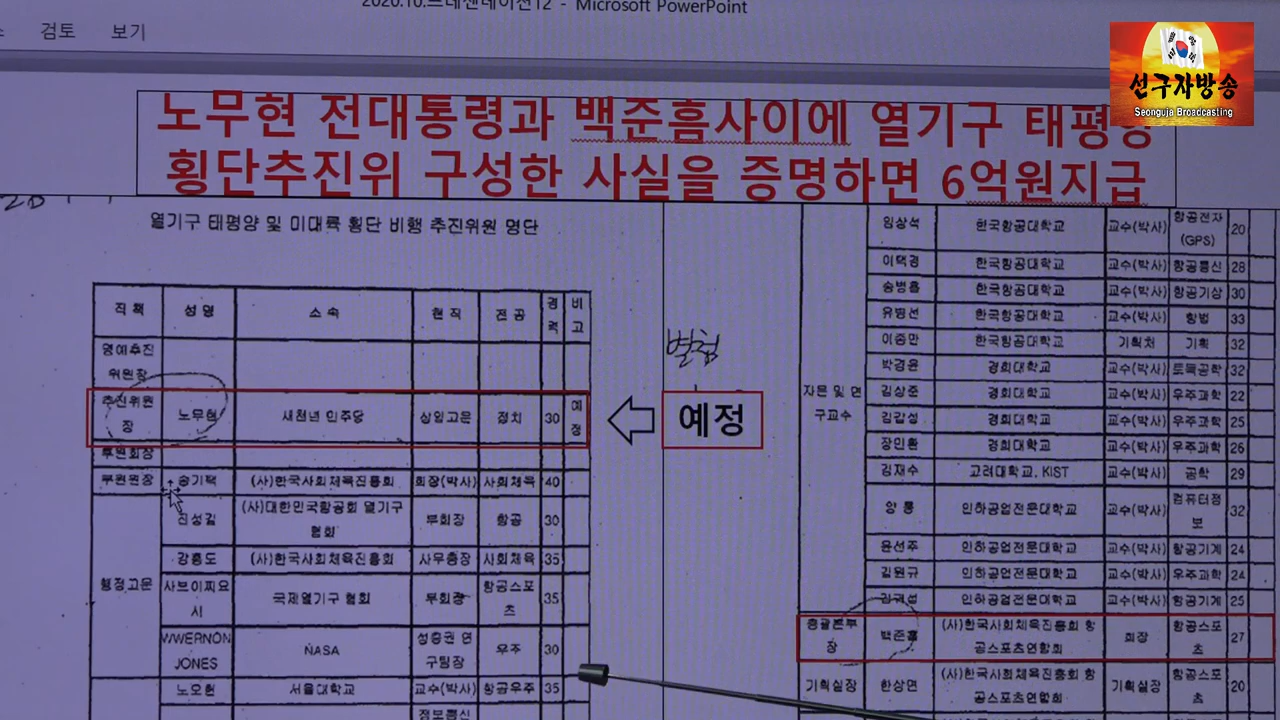 2020.10.프레젠테이션12 - Microsoft PowerPoint
검토 보기
선구자방송
Seonguja Broadcasting
노무현 전대통령과 백준흠사이에 열기구 태평양
횡단추진위 구성한 사실을 증명하면 6억원지급
열기구 태평양 및 미대륙 횡단 비행 추진위원 명단
직책 성명 소속 현직 전공 경력 비고
명예추진위원장
추진위원장 노무현 새천년 민주당 상임고문 정치 30 예정
부위원장 송기택 (사)한국사회체육진흥회 회장(박사) 사회체육 40
행정고문
진성길 (사)대한민국항공회 열기구협회 부회장 항공 30
강흥도 (사)한국사회체육진흥회 사무총장 사회체육 35
사브이찌요시 국제열기구 협회 부회장 항공스포츠 35
WWERNON JONES NASA 성층권 연구팀장 우주 30
노오현 서울대학교 교수(박사) 항공우주 35
정보통신
별첨
예정
자문 및 연구교수
임상석 한국항공대학교 교수(박사) 항공전자(GPS) 20
이택경 한국항공대학교 교수(박사) 항공통신 28
송병흠 한국항공대학교 교수(박사) 항공기상 30
유병선 한국항공대학교 교수(박사) 항법 33
이종만 한국항공대학교 기획처 기획 32
박경윤 경희대학교 교수(박사) 토목공학 32
김상준 경희대학교 교수(박사) 우주과학 22
김갑성 경희대학교 교수(박사) 우주과학 25
장민환 경희대학교 교수(박사) 우주과학 26
김재수 고려대학교, KIST 교수(박사) 공학 29
양룡 인하공업전문대학교 교수(박사) 컴퓨터정보 32
윤선주 인하공업전문대학교 교수(박사) 항공기계 24
김원규 인하공업전문대학교 교수(박사) 우주과학 24
인하공업전문대학교 교수(박사) 항공기계 25
총괄본부장 백준흠 (사)한국사회체육진흥회 항공스포츠연합회 회장 항공스포츠 27
기획실장 한상면 (사)한국사회체육진흥회 항공스포츠연합회 기획실장 항공스포츠 20